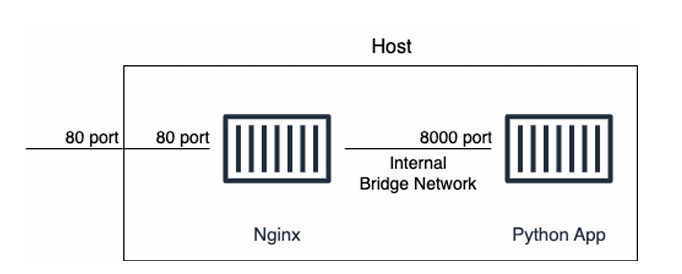 Host
80 port
80 port
8000 port
Internal
Bridge Network
Nginx
Python App